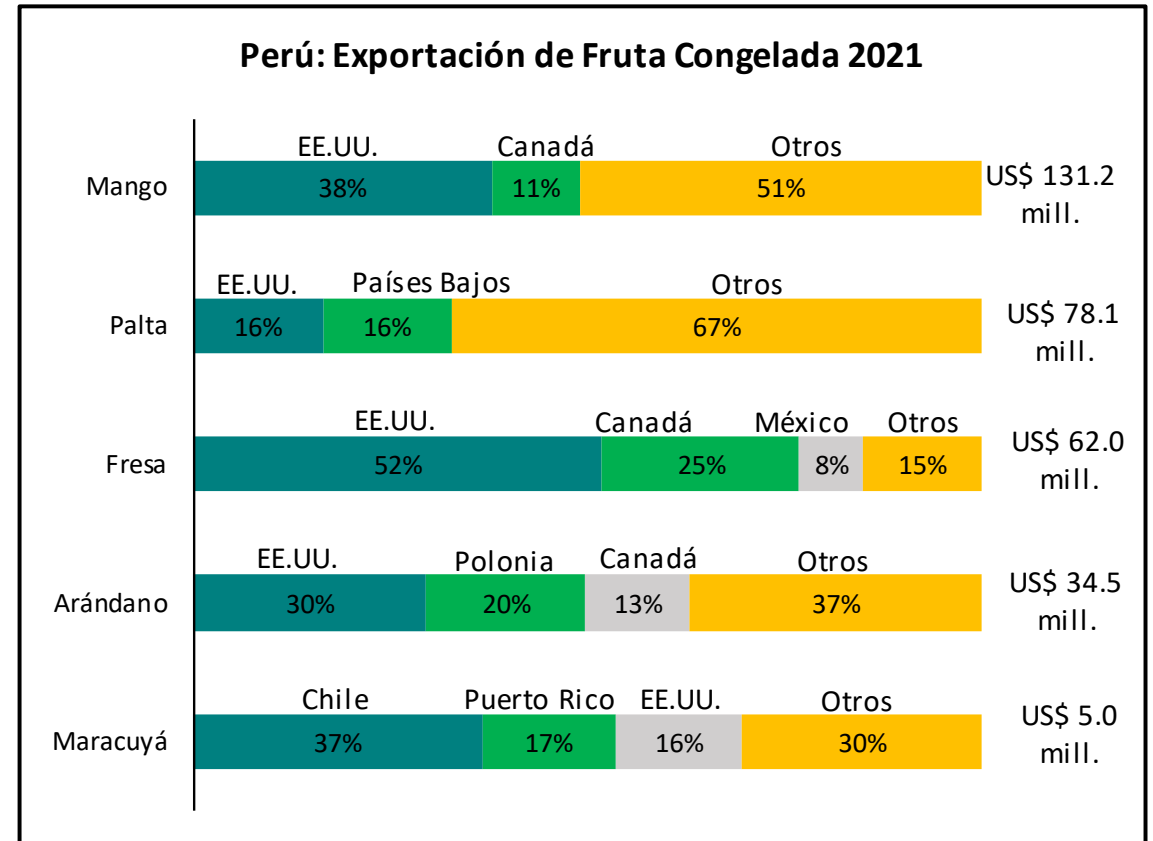 Perú: Exportación de Fruta Congelada 2021
EE.UU. Canadá Otros
Mango 38% 11% 51% US$ 131.2
mill.
EE.UU. Países Bajos Otros
Palta 16% 16% 67% US$ 78.1
mill.
EE.UU. Canadá México Otros
Fresa 52% 25% 8% 15% US$ 62.0
mill.
EE.UU. Polonia Canadá Otros
Arándano 30% 20% 13% 37% US$ 34.5
mill.
Chile Puerto Rico EE.UU. Otros
Maracuyá 37% 17% 16% 30% US$ 5.0
mill.